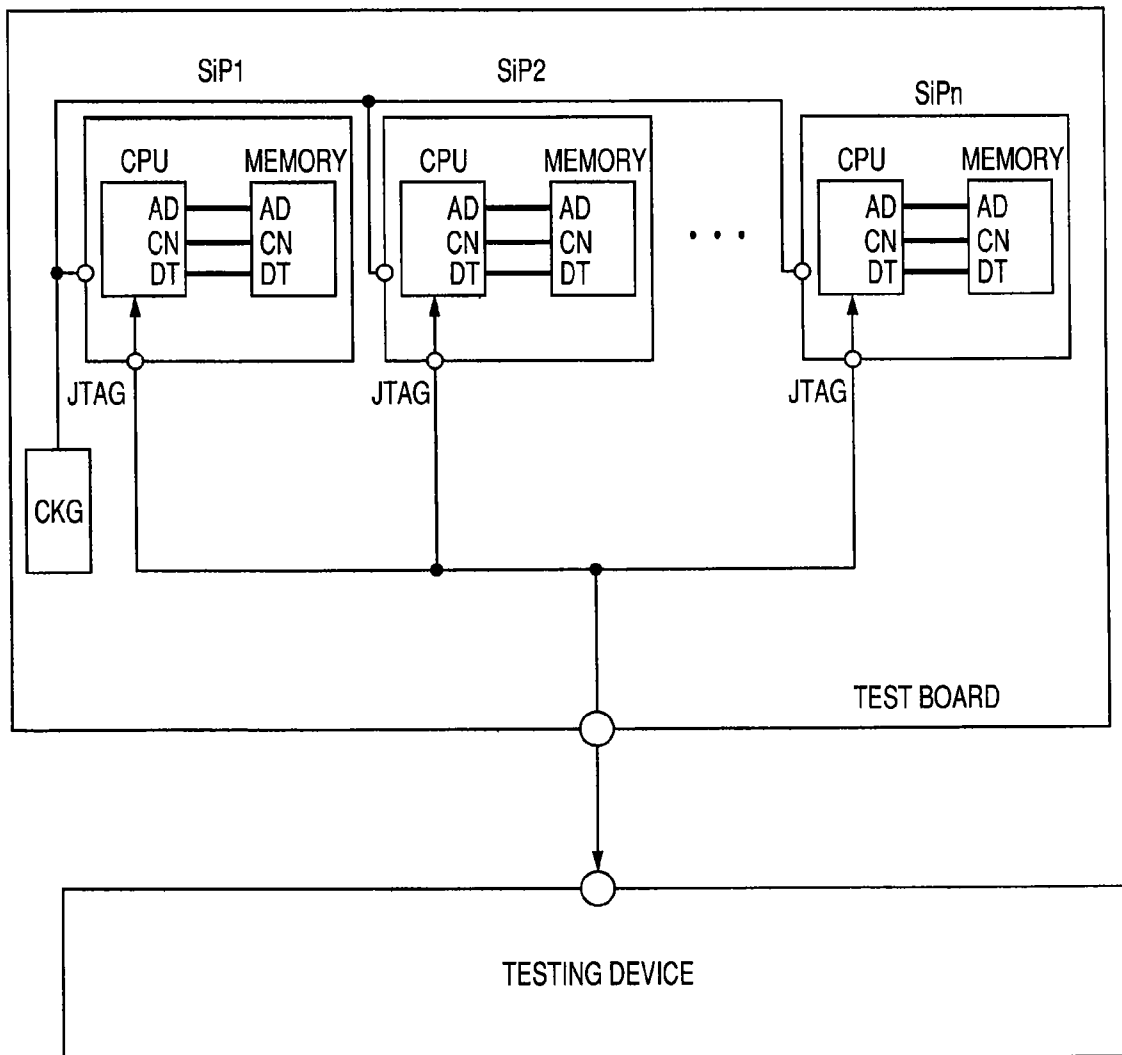 SiP1
SiP2
SiPn
CPU MEMORY
AD AD
CN CN
DT DT
JTAG
CPU MEMORY
AD AD
CN CN
DT DT
JTAG
. . .
CPU MEMORY
AD AD
CN CN
DT DT
JTAG
CKG
TEST BOARD
TESTING DEVICE